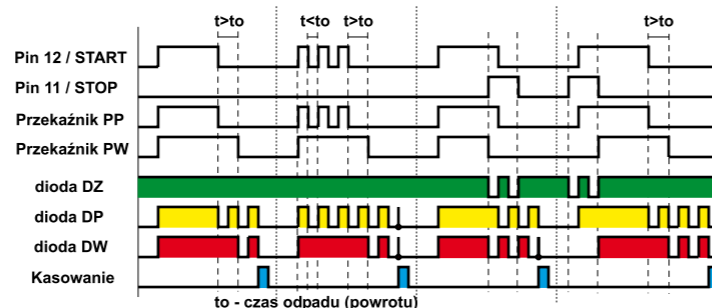 t>to t<to t>to t>to
Pin 12 / START
Pin 11 / STOP
Przekaźnik PP
Przekaźnik PW
dioda DZ
dioda DP
dioda DW
Kasowanie
to - czas odpadu (powrotu)